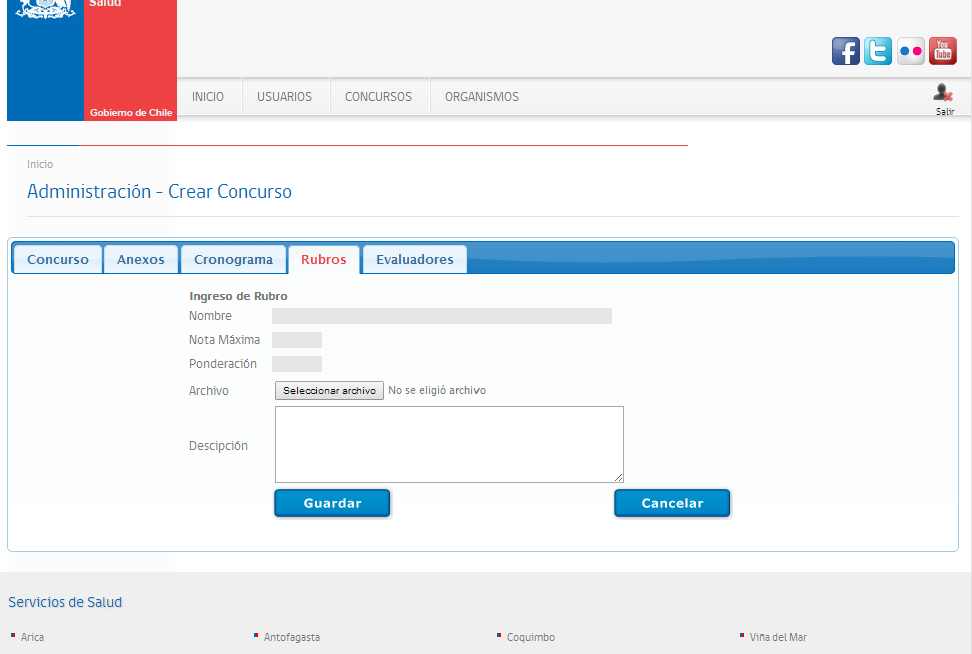 Salud
Gobierno de Chile
You Tube
INICIO USUARIOS CONCURSOS ORGANISMOS
Salir
Inicio
Administración - Crear Concurso
Concurso Anexos Cronograma Rubros Evaluadores
Ingreso de Rubro
Nombre
Nota Máxima
Ponderación
Archivo Seleccionar archivo No se eligió archivo
Descipción
Guardar Cancelar
Servicios de Salud
Arica Antofagasta Coquimbo Viña del Mar